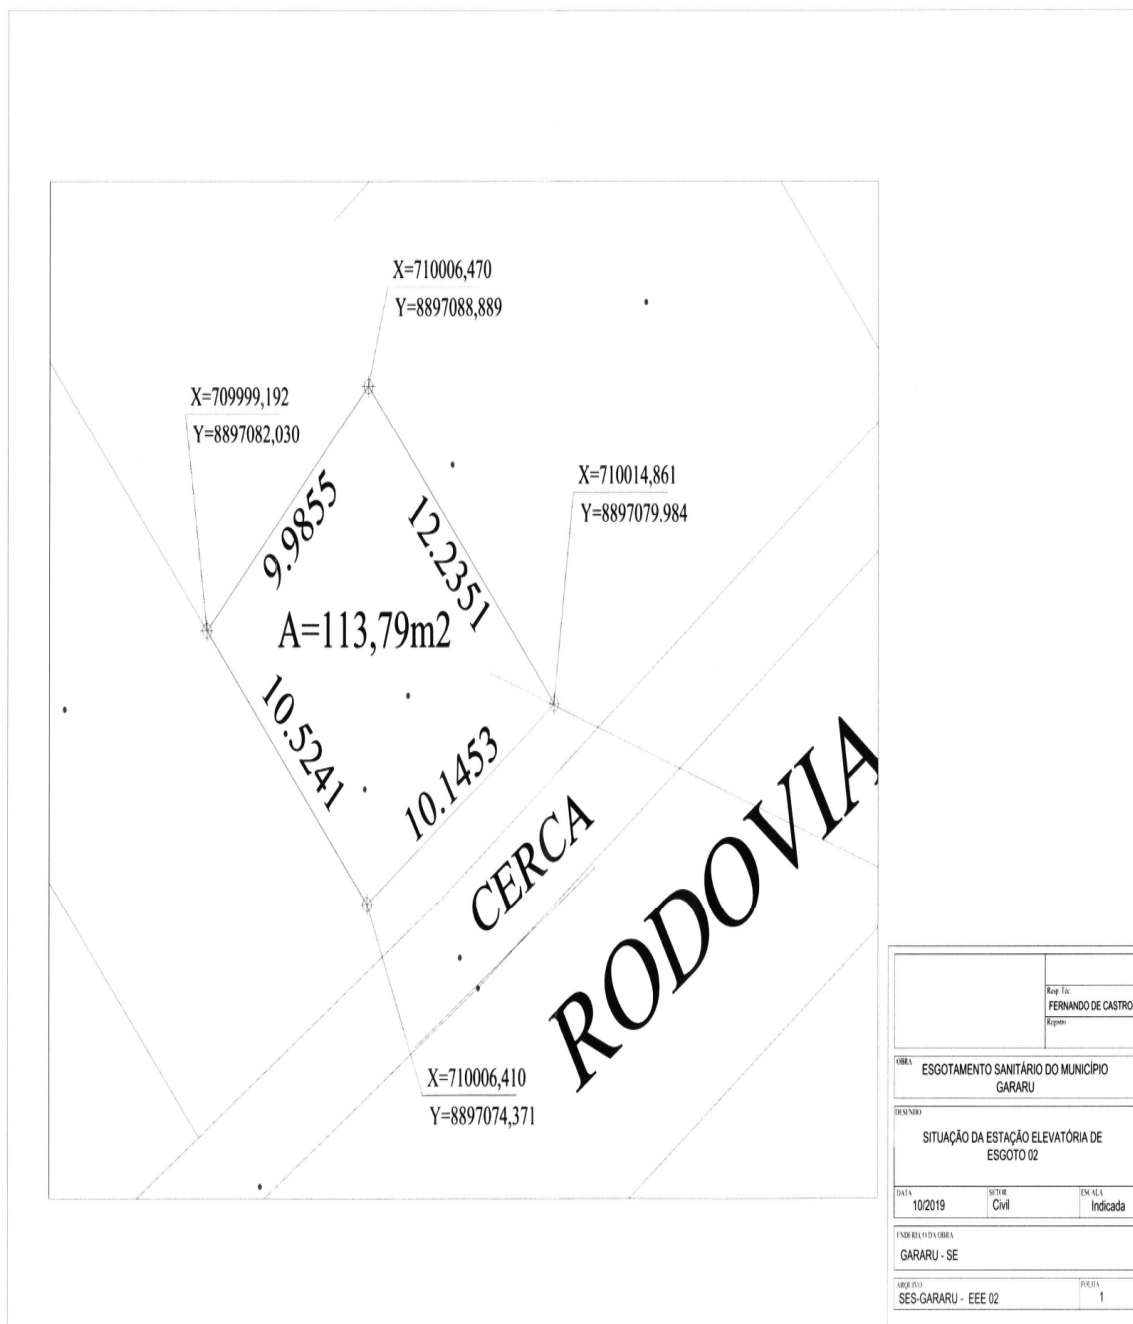 X=710006,470
Y=8897088,889
X=709999,192
Y=8897082,030
X=710014,861
Y=8897079.984
9.9855
12.2351
A=113,79m2
10.5241
10.1453
CERCA
RODOVIA
X=710006,410
Y=8897074,371
Resp. Téc.
FERNANDO DE CASTRO
Registro
OBRA
ESGOTAMENTO SANITÁRIO DO MUNICÍPIO
GARARU
DESENHO
SITUAÇÃO DA ESTAÇÃO ELEVATÓRIA DE
ESGOTO 02
DATA
10/2019
SETOR
Civil
ESCALA
Indicada
ENDEREÇO DA OBRA
GARARU - SE
ARQUIVO
SES-GARARU - EEE 02
FOLHA
1